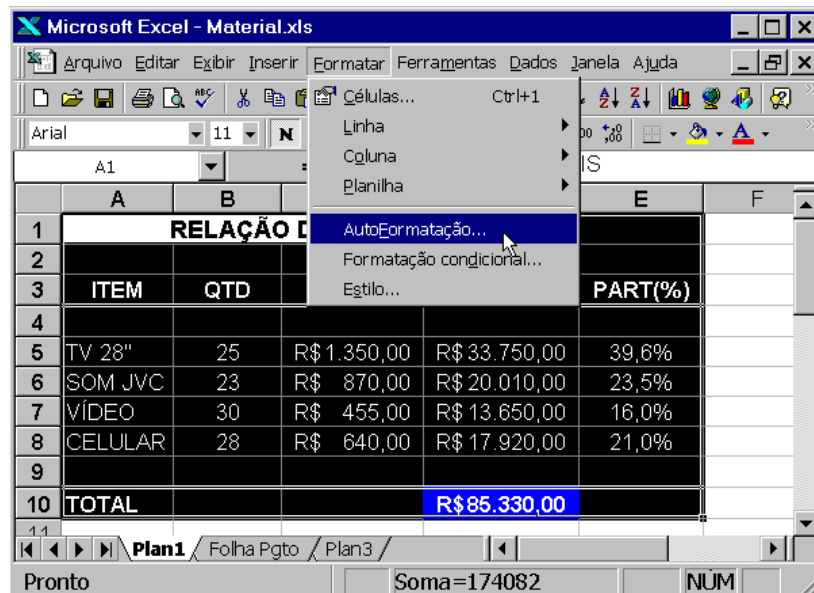 Microsoft Excel - Material.xls
Arquivo Editar Exibir Inserir Formatar Ferramentas Dados Janela Ajuda
Células... Ctrl+1
Linha
Coluna
Planilha
AutoFormatação...
Formatação condicional...
Estilo...
Arial 11 N
A1 = IS
A B E F
1 RELAÇÃO D
2
3 ITEM QTD PART(%)
4
5 TV 28" 25 R$ 1.350,00 R$ 33.750,00 39,6%
6 SOM JVC 23 R$ 870,00 R$ 20.010,00 23,5%
7 VÍDEO 30 R$ 455,00 R$ 13.650,00 16,0%
8 CELULAR 28 R$ 640,00 R$ 17.920,00 21,0%
9
10 TOTAL R$ 85.330,00
11
Plan1 Folha Pgto Plan3
Pronto Soma=174082 NÚM